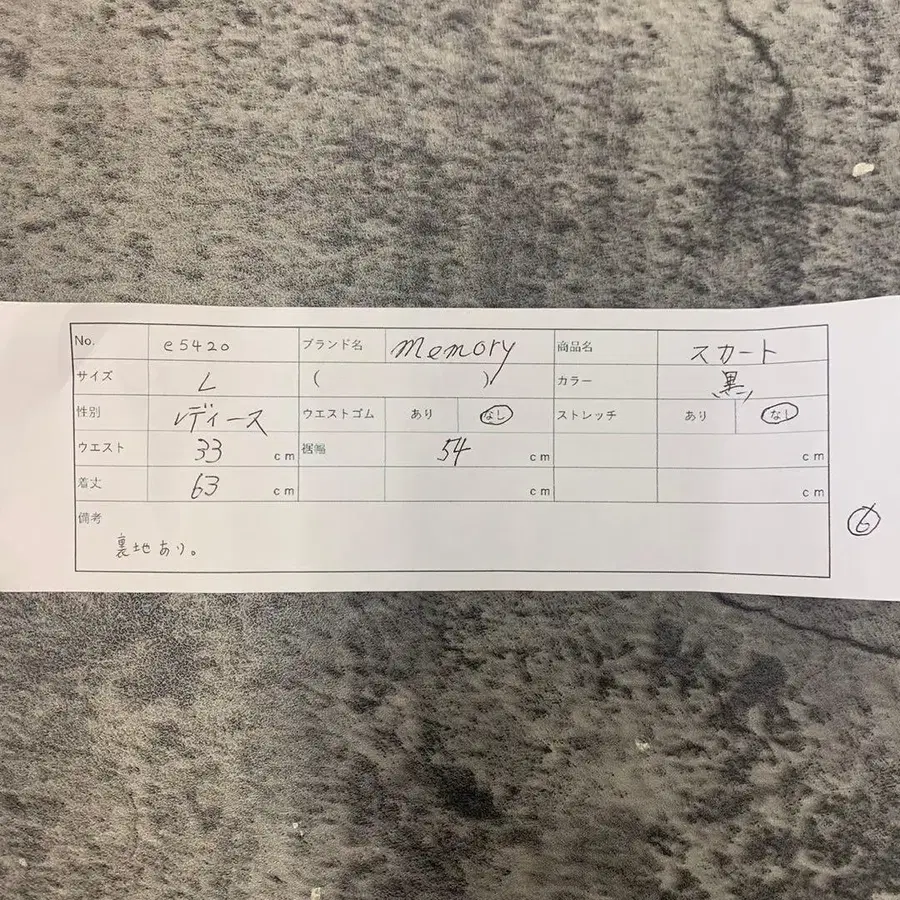 No. e5420 ブランド名 memory 商品名 スカート
サイズ L ( ) カラー 黒
性別 レディース ウエストゴム あり なし ストレッチ あり なし
ウエスト 33 cm 裾幅 54 cm cm
着丈 63 cm cm cm
備考
裏地あり。
⑥